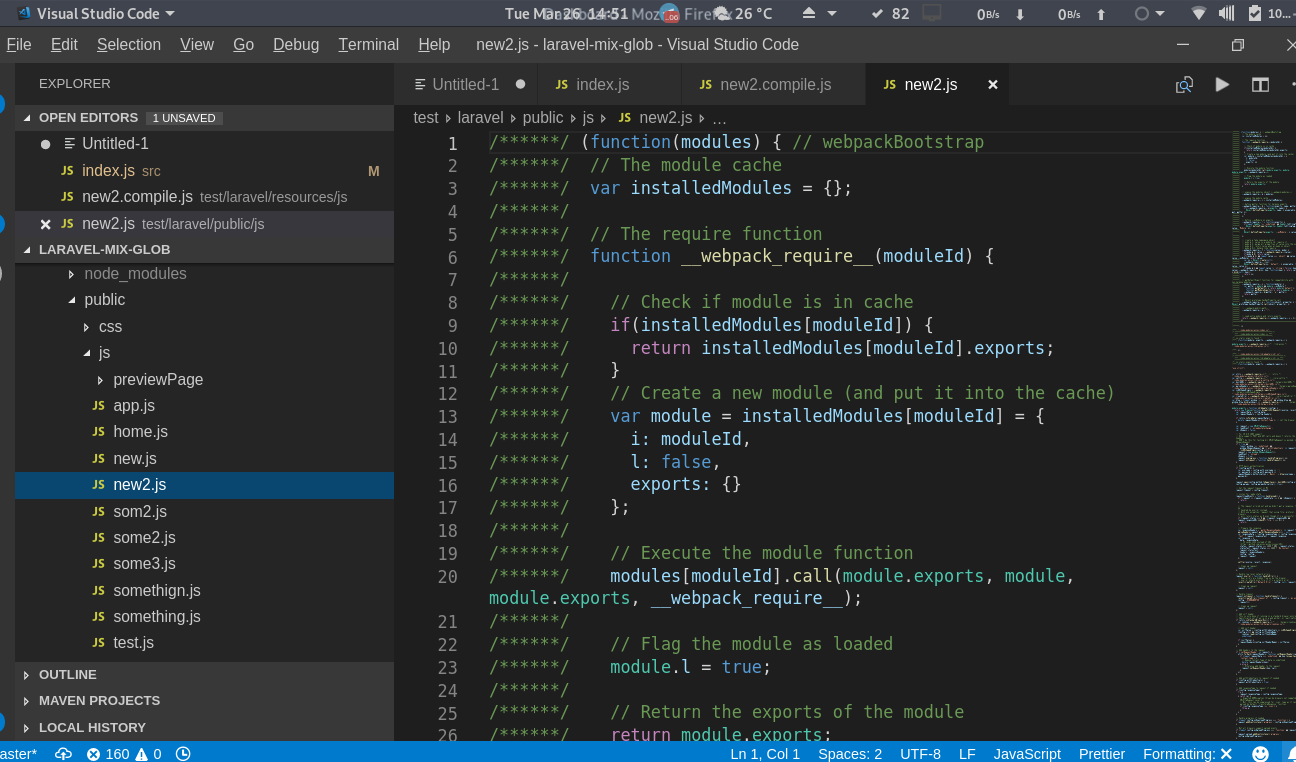 Visual Studio Code
Tue Mar 26 14:51
26 °C
82
0B/s
0B/s
10...
File Edit Selection View Go Debug Terminal Help new2.js - laravel-mix-glob - Visual Studio Code
EXPLORER
Untitled-1
JS index.js
JS new2.compile.js
JS new2.js
OPEN EDITORS 1 UNSAVED
Untitled-1
JS index.js src M
JS new2.compile.js test/laravel/resources/js
JS new2.js test/laravel/public/js
LARAVEL-MIX-GLOB
node_modules
public
css
js
previewPage
JS app.js
JS home.js
JS new.js
JS new2.js
JS som2.js
JS some2.js
JS some3.js
JS somethign.js
JS something.js
JS test.js
OUTLINE
MAVEN PROJECTS
LOCAL HISTORY
test laravel public js JS new2.js ...
1 /******/ (function(modules) { // webpackBootstrap
2 /******/ // The module cache
3 /******/ var installedModules = {};
4 /******/
5 /******/ // The require function
6 /******/ function __webpack_require__(moduleId) {
7 /******/
8 /******/ // Check if module is in cache
9 /******/ if(installedModules[moduleId]) {
10 /******/ return installedModules[moduleId].exports;
11 /******/ }
12 /******/ // Create a new module (and put it into the cache)
13 /******/ var module = installedModules[moduleId] = {
14 /******/ i: moduleId,
15 /******/ l: false,
16 /******/ exports: {}
17 /******/ };
18 /******/
19 /******/ // Execute the module function
20 /******/ modules[moduleId].call(module.exports, module,
module.exports, __webpack_require__);
21 /******/
22 /******/ // Flag the module as loaded
23 /******/ module.l = true;
24 /******/
25 /******/ // Return the exports of the module
26 /******/ return module.exports;
aster* 160 0 Ln 1, Col 1 Spaces: 2 UTF-8 LF JavaScript Prettier Formatting: ✕